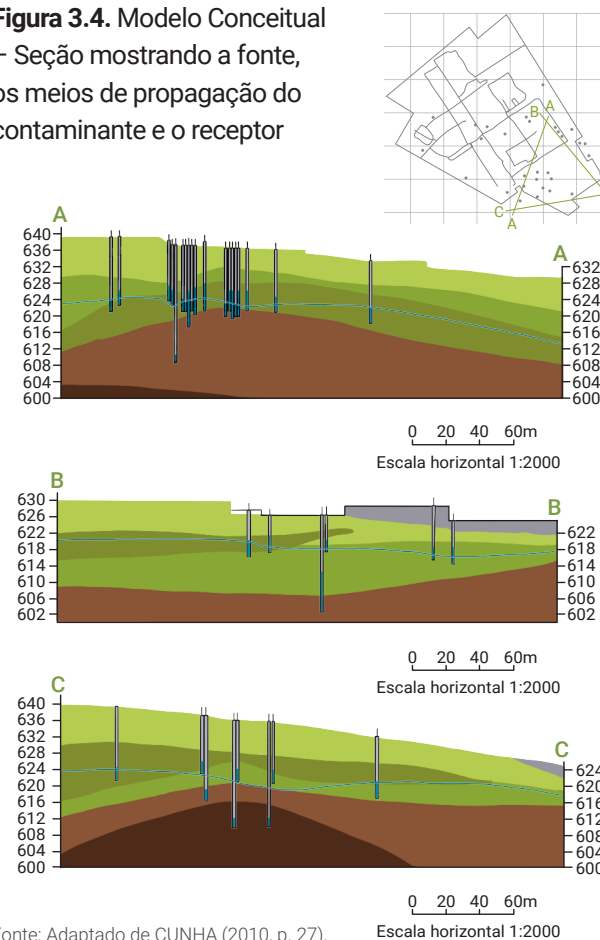 Figura 3.4. Modelo Conceitual
– Seção mostrando a fonte,
os meios de propagação do
contaminante e o receptor
B A
C
A
A
A
640
636
632
628
624
620
616
612
608
604
600
632
628
624
620
616
612
608
604
600
0 20 40 60m
Escala horizontal 1:2000
B
B
630
626
622
618
614
610
606
602
622
618
614
610
606
602
0 20 40 60m
Escala horizontal 1:2000
C
C
640
636
632
628
624
620
616
612
608
604
600
624
620
616
612
608
604
600
0 20 40 60m
Escala horizontal 1:2000
Fonte: Adaptado de CUNHA (2010, p. 27).